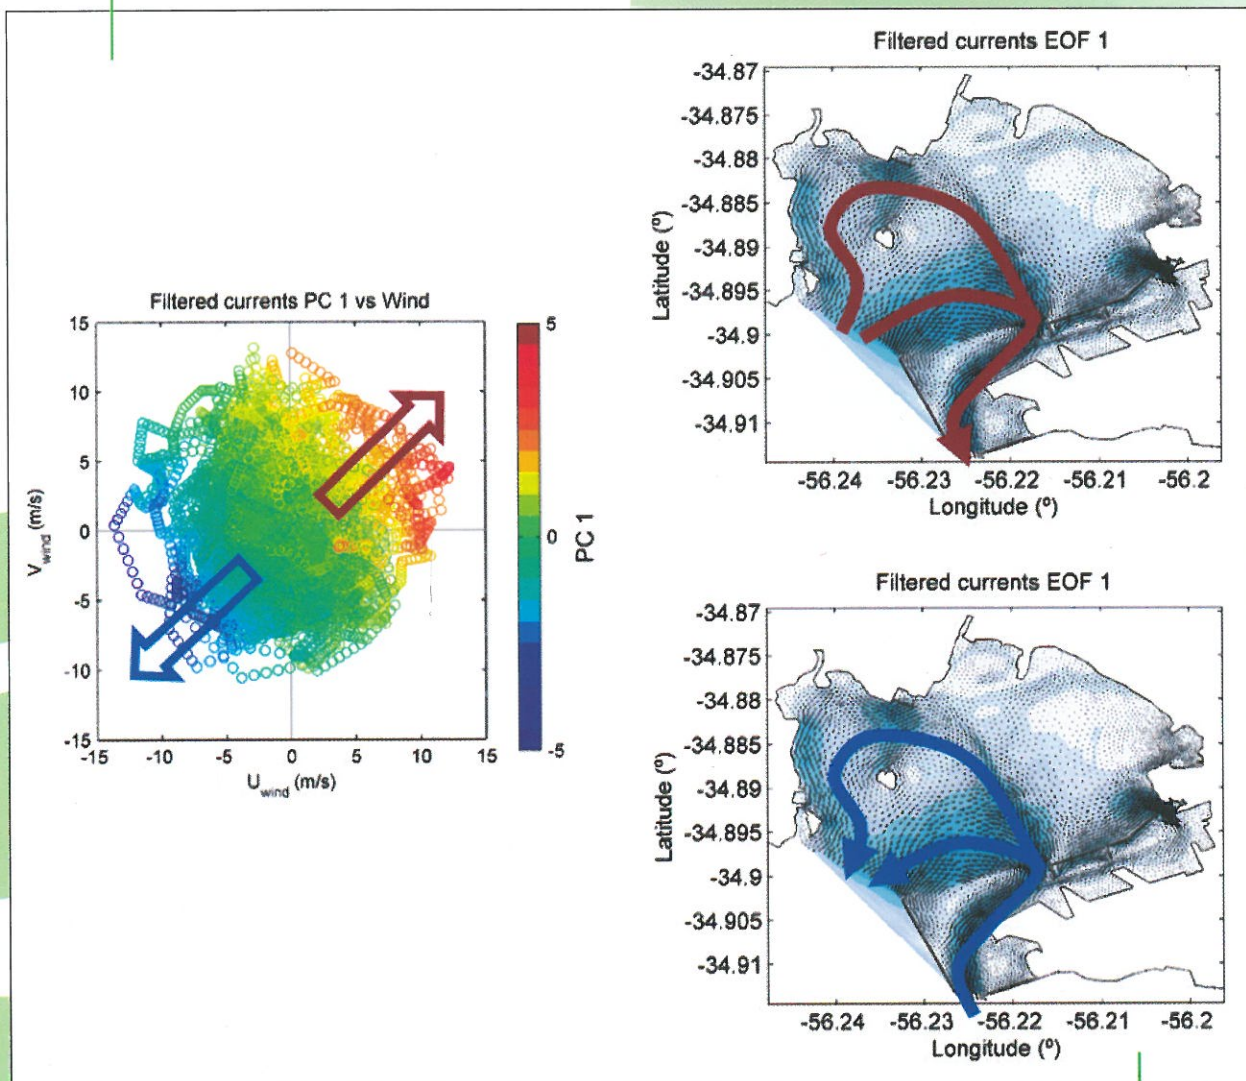 Filtered currents EOF 1
-34.87
-34.875
-34.88
-34.885
-34.89
-34.895
-34.9
-34.905
-34.91
Latitude (º)
-56.24 -56.23 -56.22 -56.21 -56.2
Longitude (º)
Filtered currents PC 1 vs Wind
15
10
5
0
-5
-10
-15
V wind (m/s)
-15 -10 -5 0 5 10 15
U wind (m/s)
5
0
-5
PC 1
Filtered currents EOF 1
-34.87
-34.875
-34.88
-34.885
-34.89
-34.895
-34.9
-34.905
-34.91
Latitude (º)
-56.24 -56.23 -56.22 -56.21 -56.2
Longitude (º)